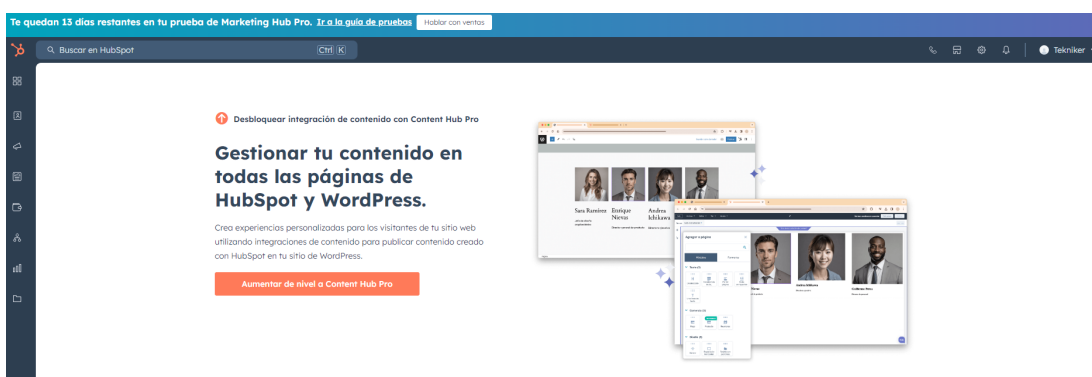 Te quedan 13 días restantes en tu prueba de Marketing Hub Pro. Ir a la guía de pruebas Hablar con ventas
Buscar en HubSpot Ctrl K Tekniker
Desbloquear integración de contenido con Content Hub Pro
Gestionar tu contenido en
todas las páginas de
HubSpot y WordPress.
Crea experiencias personalizadas para los visitantes de tu sitio web
utilizando integraciones de contenido para publicar contenido creado
con HubSpot en tu sitio de WordPress.
Aumentar de nivel a Content Hub Pro
Sara Ramírez Enrique Andrea
Nievas Ichikawa